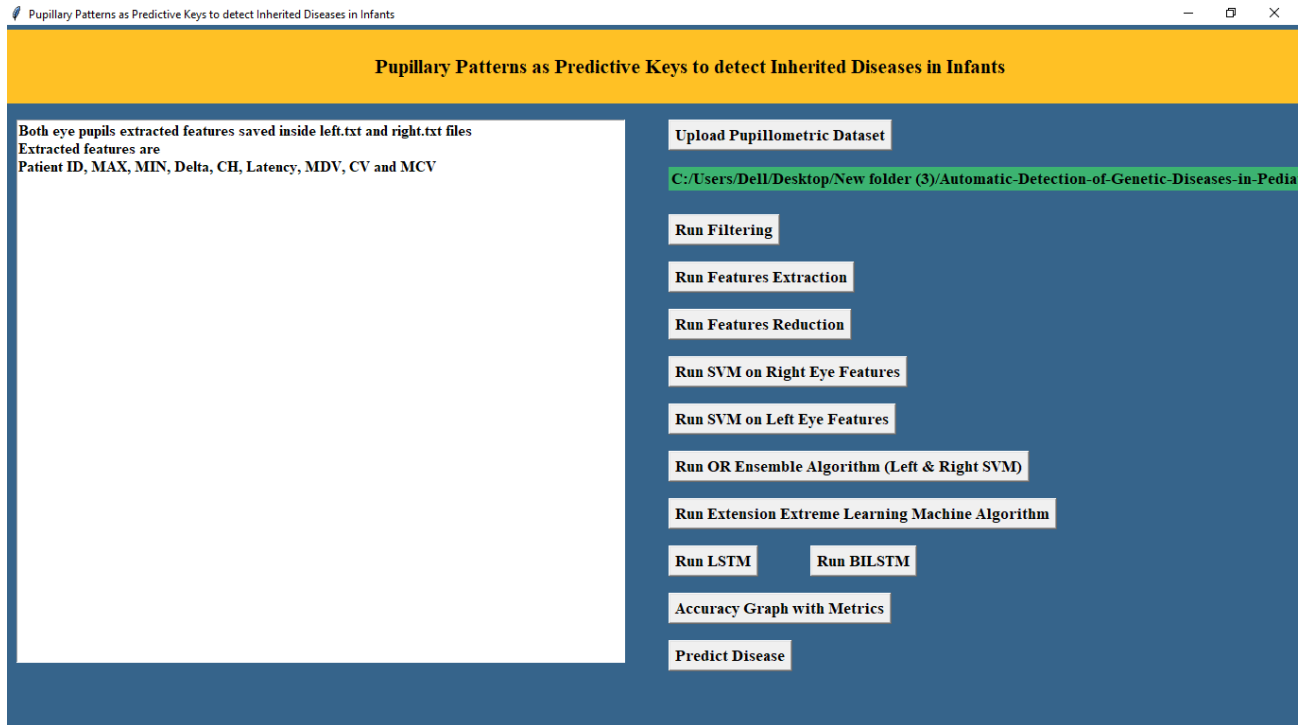 Pupillary Patterns as Predictive Keys to detect Inherited Diseases in Infants
Pupillary Patterns as Predictive Keys to detect Inherited Diseases in Infants
Both eye pupils extracted features saved inside left.txt and right.txt files
Extracted features are
Patient ID, MAX, MIN, Delta, CH, Latency, MDV, CV and MCV
Upload Pupillometric Dataset
C:/Users/Dell/Desktop/New folder (3)/Automatic-Detection-of-Genetic-Diseases-in-Pedia
Run Filtering
Run Features Extraction
Run Features Reduction
Run SVM on Right Eye Features
Run SVM on Left Eye Features
Run OR Ensemble Algorithm (Left & Right SVM)
Run Extension Extreme Learning Machine Algorithm
Run LSTM Run BILSTM
Accuracy Graph with Metrics
Predict Disease